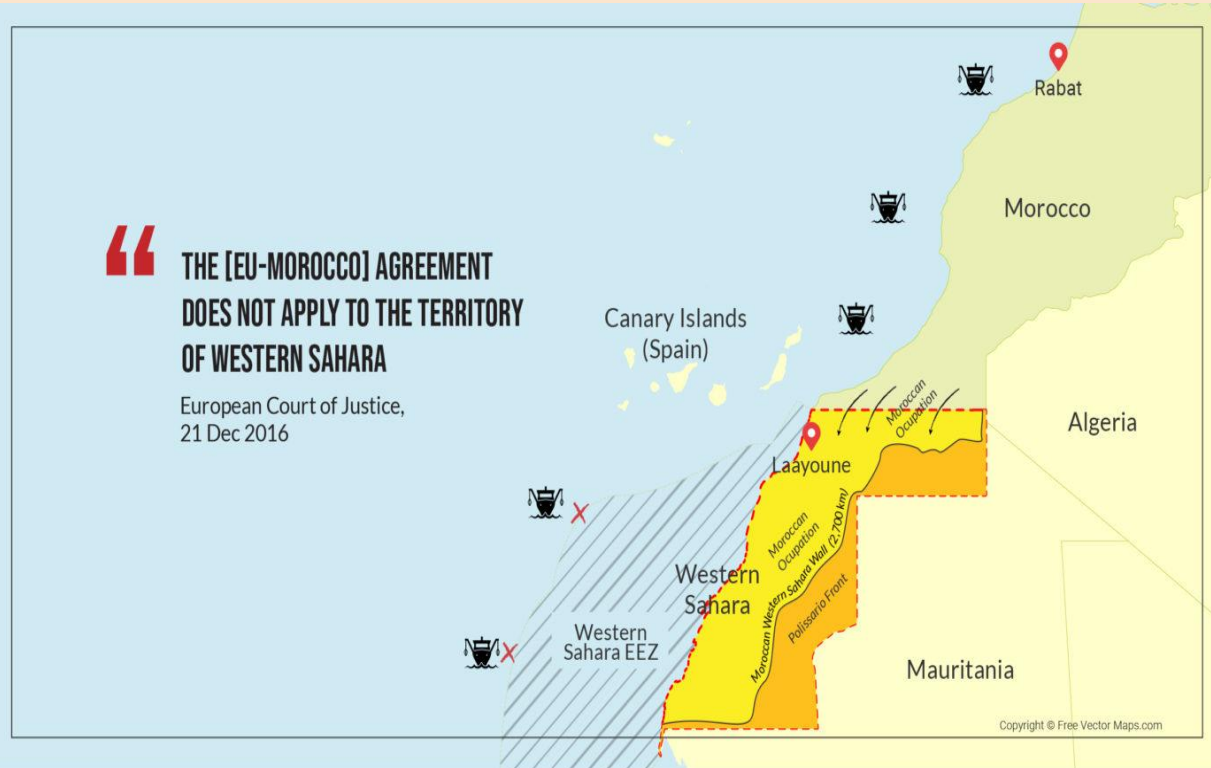 Rabat
Morocco
“
THE [EU-MOROCCO] AGREEMENT
DOES NOT APPLY TO THE TERRITORY
OF WESTERN SAHARA
European Court of Justice,
21 Dec 2016
Canary Islands
(Spain)
Moroccan
Ocupation
Algeria
Laayoune
Moroccan
Ocupation
Moroccan Western Sahara Wall (2.700 km)
Western
Sahara
Polissario Front
Western
Sahara EEZ
Mauritania
Copyright © Free Vector Maps.com